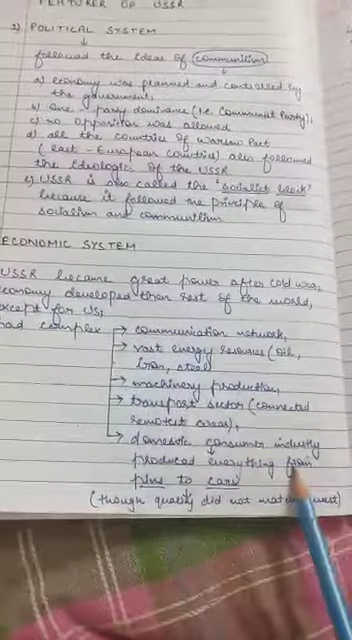 FEATURER OF USSR
1) POLITICAL SYSTEM
followed the ideas of communilism
a) economy was planned and controlled by
the government,
b) one-party dominance (i.e. Communist Party),
c) no opposition was allowed
d) all the countries of Warsaw Pact
(east-European countries) also followed
the ideologic of the USSR
e) USSR is also called the 'socialist block'
because it followed the principle of
socialism and communilism
ECONOMIC SYSTEM
USSR became great power after cold war,
economy developed than rest of the world,
except for US,
had complex → communication network,
→ vast energy resources (oil,
iron, steel
→ machinery production,
→ transport sector (connected
remotest areas),
→ domestic consumer industry
produced everything from
pins to cars
(though quality did not match west)